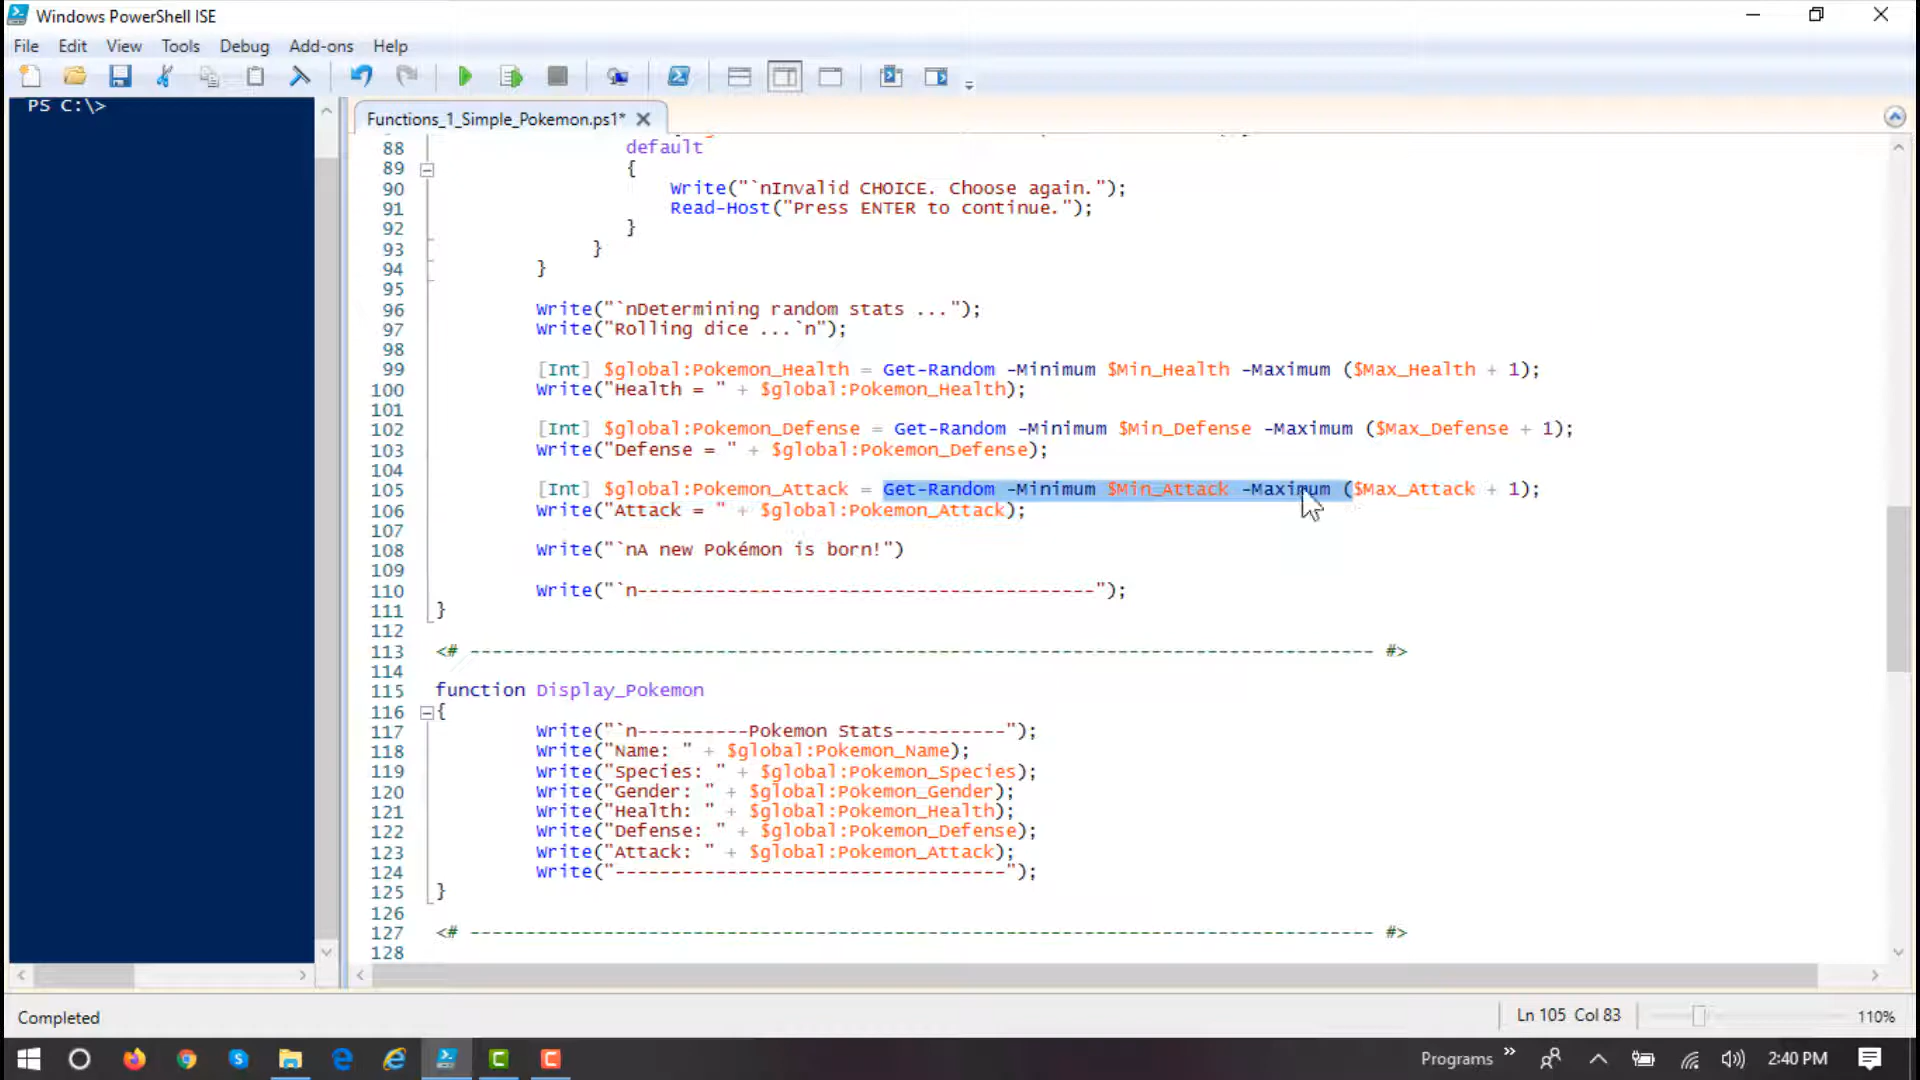 Windows PowerShell ISE
File Edit View Tools Debug Add-ons Help
PS C:\>
Functions_1_Simple_Pokemon.ps1*
88 default
89 {
90 Write("`nInvalid CHOICE. Choose again.");
91 Read-Host("Press ENTER to continue.");
92 }
93 }
94 }
95
96 Write("`nDetermining random stats ...");
97 Write("Rolling dice ...`n");
98
99 [Int] $global:Pokemon_Health = Get-Random -Minimum $Min_Health -Maximum ($Max_Health + 1);
100 Write("Health = " + $global:Pokemon_Health);
101
102 [Int] $global:Pokemon_Defense = Get-Random -Minimum $Min_Defense -Maximum ($Max_Defense + 1);
103 Write("Defense = " + $global:Pokemon_Defense);
104
105 [Int] $global:Pokemon_Attack = Get-Random -Minimum $Min_Attack -Maximum ($Max_Attack + 1);
106 Write("Attack = " + $global:Pokemon_Attack);
107
108 Write("`nA new Pokémon is born!")
109
110 Write("`n-----------------------------------------");
111 }
112
113 <# --------------------------------------------------------------------------------- #>
114
115 function Display_Pokemon
116 {
117 Write("`n----------Pokemon Stats----------");
118 Write("Name: " + $global:Pokemon_Name);
119 Write("Species: " + $global:Pokemon_Species);
120 Write("Gender: " + $global:Pokemon_Gender);
121 Write("Health: " + $global:Pokemon_Health);
122 Write("Defense: " + $global:Pokemon_Defense);
123 Write("Attack: " + $global:Pokemon_Attack);
124 Write("-----------------------------------");
125 }
126
127 <# --------------------------------------------------------------------------------- #>
128
Completed Ln 105 Col 83 110%
Programs » 2:40 PM